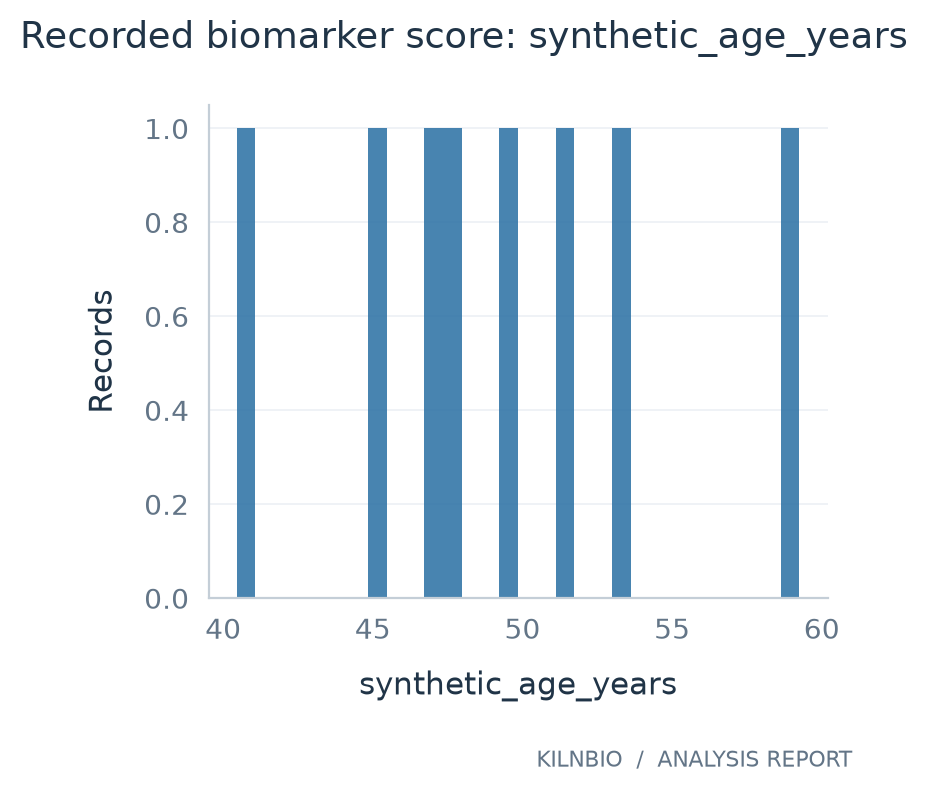 Recorded biomarker score: synthetic_age_years
1.0
0.8
0.6
0.4
0.2
0.0
Records
40 45 50 55 60
synthetic_age_years
KILNBIO / ANALYSIS REPORT